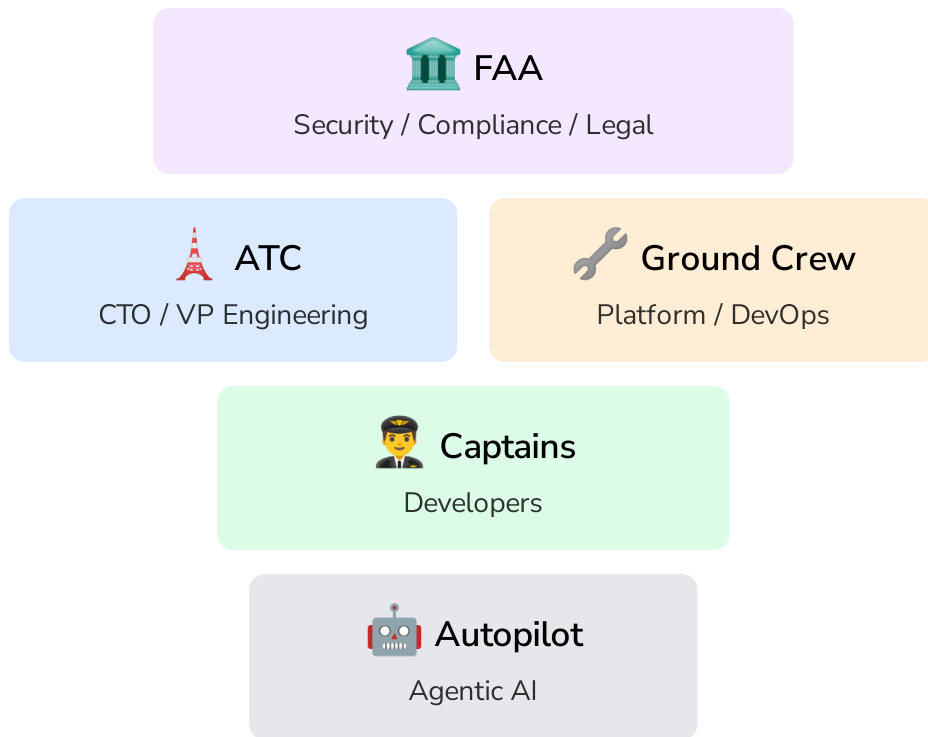 FAA
Security / Compliance / Legal
ATC
CTO / VP Engineering
Ground Crew
Platform / DevOps
Captains
Developers
Autopilot
Agentic AI